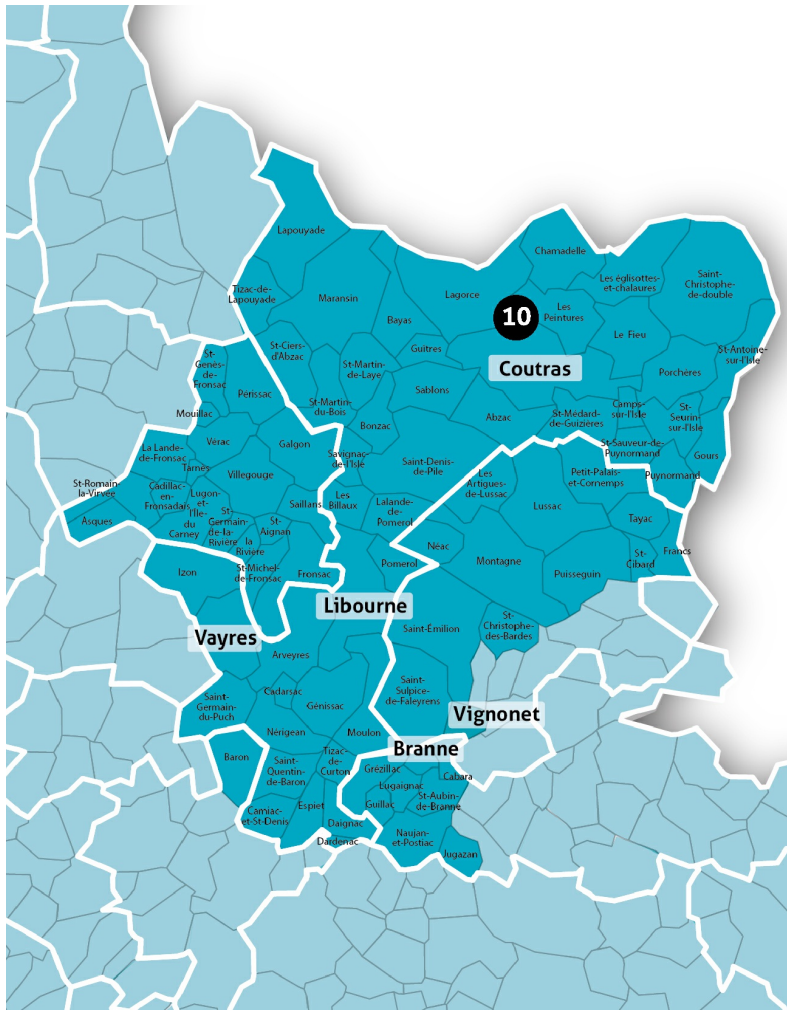 Lapouyade
Chamadelle
Les églisottes-
et-chalaures
Saint-
Christophe-
de-double
Tizac-de-
Lapouyade
Maransin
Lagorce
Les
Peintures
Bayas
10
Le Fieu
St-Ciers-
d'Abzac
Guîtres
St-Antoine-
sur-l'Isle
St-
Genès-
de-
Fronsac
St-Martin-
de-Laye
Coutras
Porchères
Périssac
Sablons
Mouillac
St-Martin-
du-Bois
Bonzac
Abzac
St-Médard-
de-Guizières
Camps-
sur-l'Isle
St-
Seurin-
sur-l'Isle
Vérac
Galgon
Savignac-
de-l'Isle
St-Sauveur-de-
Puynormand
Gours
La Lande-
de-Fronsac
Tarnès
Villegouge
Saint-Denis-
de-Pile
Les
Artigues-
de-Lussac
Petit-Palais-
et-Cornemps
Puynormand
St-Romain-
la-Virvée
Cadillac-
en-
Fronsadais
Lugon-
et-
l'Île-
du
Carney
Saillans
Les
Billaux
Lalande-
de-
Pomerol
Lussac
Asques
St-
Germain-
de-la-
Rivière
la
Rivière
St-
Aignan
Tayac
Néac
Montagne
Francs
St-
Cibard
Izon
St-Michel-
de-Fronsac
Fronsac
Pomerol
Puisseguin
Libourne
Vayres
Saint-Émilion
St-
Christophe-
des-Bardes
Arveyres
Saint-
Germain-
du-Puch
Cadarsac
Génissac
Saint-
Sulpice-
de-Faleyrens
Vignonet
Nérigean
Moulon
Branne
Baron
Saint-
Quentin-
de-Baron
Tizac-
de-
Curton
Grézillac
Cabara
Lugaignac
St-Aubin-
de-Branne
Guillac
Camiac-
et-St-Denis
Espiet
Daignac
Dardenac
Naujan-
et-Postiac
Jugazan